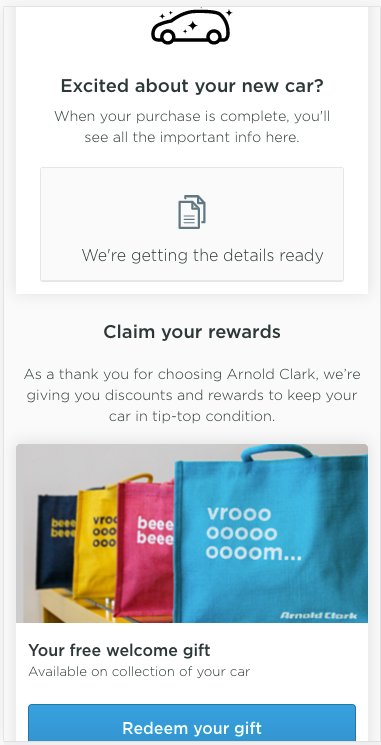 Excited about your new car?
When your purchase is complete, you'll
see all the important info here.
We're getting the details ready
Claim your rewards
As a thank you for choosing Arnold Clark, we're
giving you discounts and rewards to keep your
car in tip-top condition.
beee
beee
vroo
ooo
ooo
beee
beee
vrooo
ooooo
oooom...
Arnold Clark
Your free welcome gift
Available on collection of your car
Redeem your gift